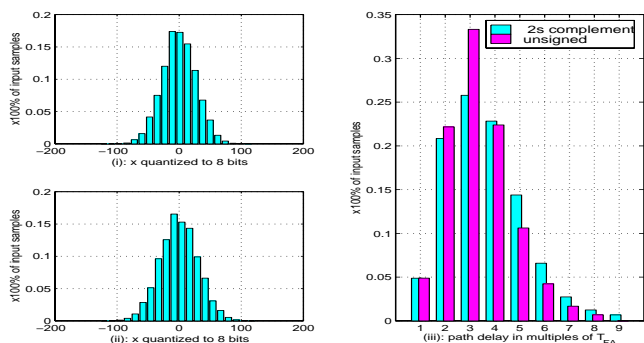 0.2
0.15
0.1
0.05
0
−200 −100 0 100 200
x100% of input samples
(i): x quantized to 8 bits
0.2
0.15
0.1
0.05
0
−200 −100 0 100 200
x100% of input samples
(ii): x quantized to 8 bits
0.35
0.3
0.25
0.2
0.15
0.1
0.05
0
1 2 3 4 5 6 7 8 9
x100% of input samples
(iii): path delay in multiples of T_FA
2s complement
unsigned